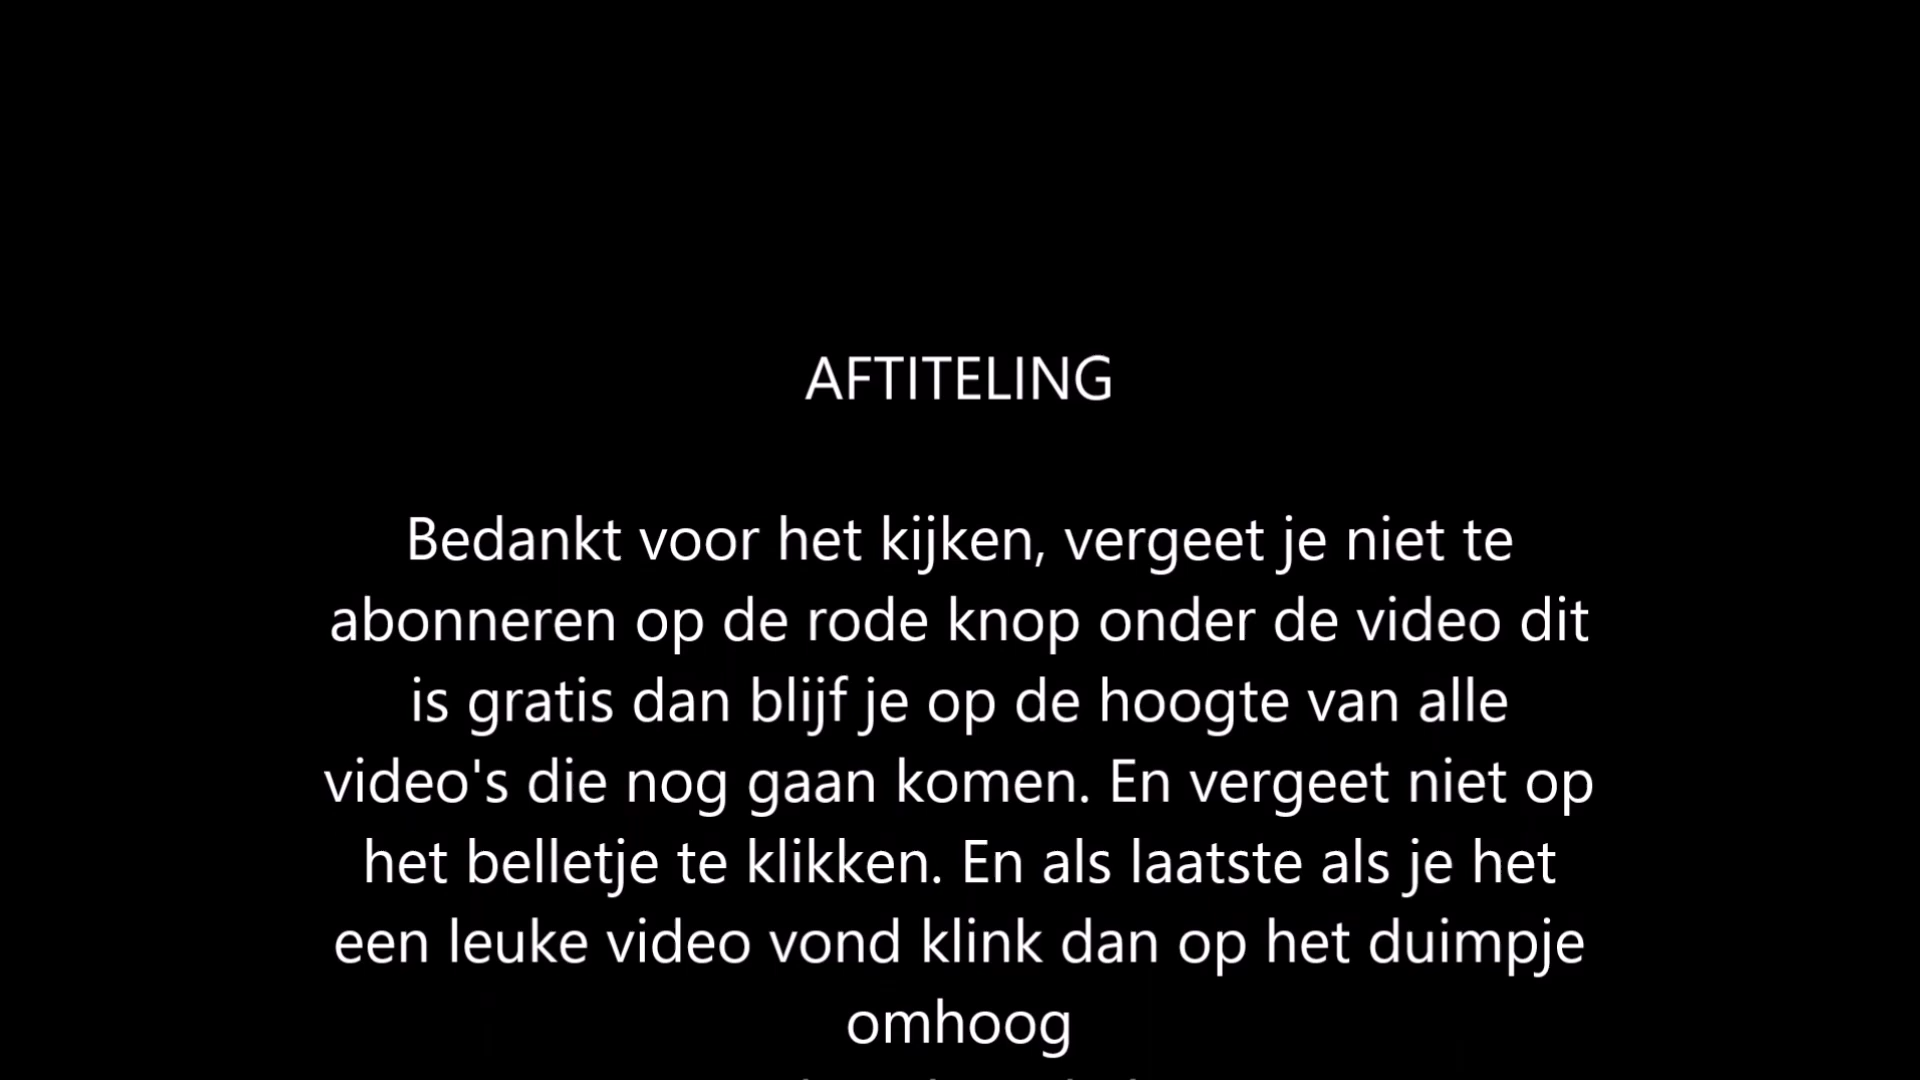 AFTITELING
Bedankt voor het kijken, vergeet je niet te
abonneren op de rode knop onder de video dit
is gratis dan blijf je op de hoogte van alle
video's die nog gaan komen. En vergeet niet op
het belletje te klikken. En als laatste als je het
een leuke video vond klink dan op het duimpje
omhoog